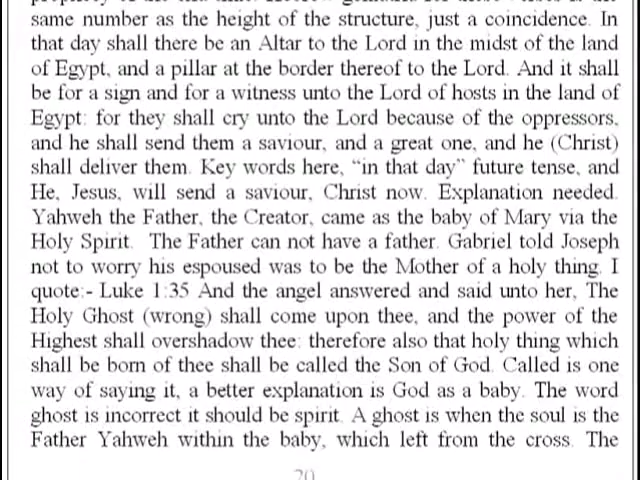 same number as the height of the structure, just a coincidence. In
that day shall there be an Altar to the Lord in the midst of the land
of Egypt, and a pillar at the border thereof to the Lord. And it shall
be for a sign and for a witness unto the Lord of hosts in the land of
Egypt: for they shall cry unto the Lord because of the oppressors,
and he shall send them a saviour, and a great one, and he (Christ)
shall deliver them. Key words here, “in that day” future tense, and
He, Jesus, will send a saviour, Christ now. Explanation needed.
Yahweh the Father, the Creator, came as the baby of Mary via the
Holy Spirit. The Father can not have a father. Gabriel told Joseph
not to worry his espoused was to be the Mother of a holy thing. I
quote:- Luke 1:35 And the angel answered and said unto her, The
Holy Ghost (wrong) shall come upon thee, and the power of the
Highest shall overshadow thee: therefore also that holy thing which
shall be born of thee shall be called the Son of God. Called is one
way of saying it, a better explanation is God as a baby. The word
ghost is incorrect it should be spirit. A ghost is when the soul is the
Father Yahweh within the baby, which left from the cross. The